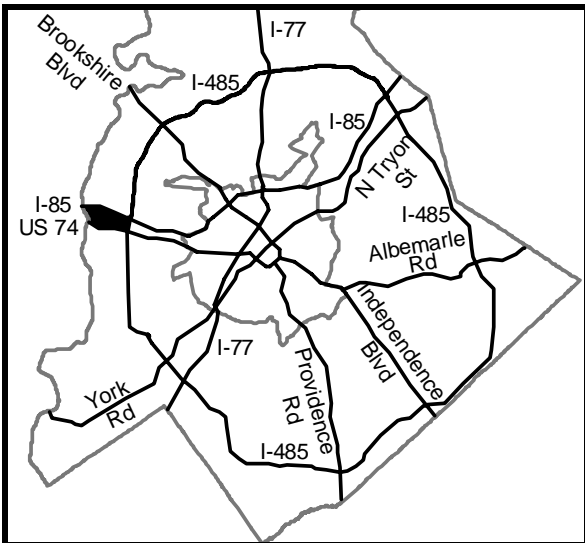 I-77
Brookshire
Blvd
I-485
I-85
N Tryon
St
I-85
US 74
I-485
Albemarle
Rd
Independence
Blvd
I-77
Providence
Rd
York
Rd
I-485